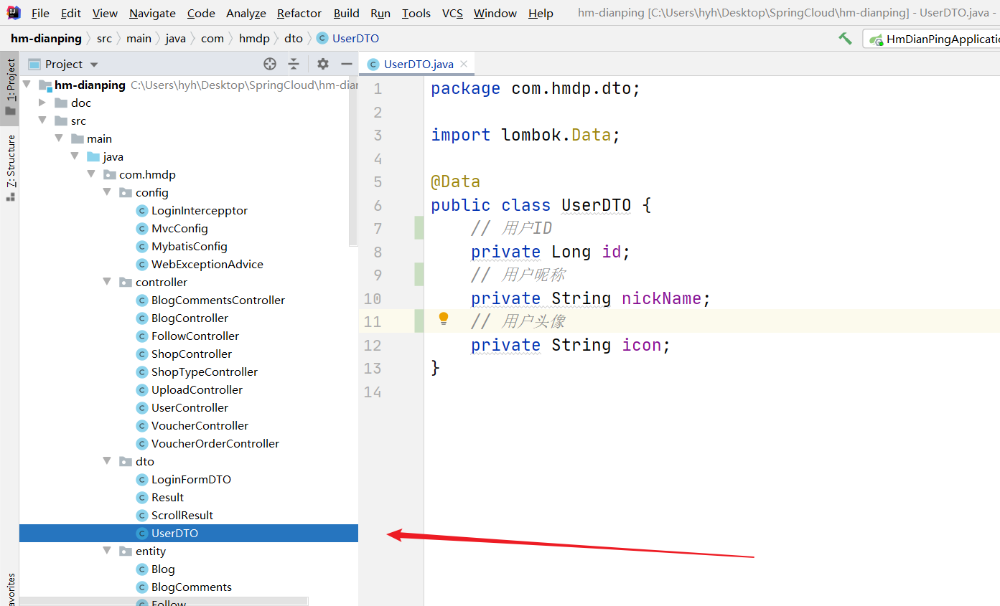 File Edit View Navigate Code Analyze Refactor Build Run Tools VCS Window Help hm-dianping [C:\Users\hyh\Desktop\SpringCloud\hm-dianping] - UserDTO.java -
hm-dianping src main java com hmdp dto UserDTO HmDianPingApplicatic
1: Project
7: Structure
avorites
Project
hm-dianping C:\Users\hyh\Desktop\SpringCloud\hm-diar
doc
src
main
java
com.hmdp
config
LoginIntercepptor
MvcConfig
MybatisConfig
WebExceptionAdvice
controller
BlogCommentsController
BlogController
FollowController
ShopController
ShopTypeController
UploadController
UserController
VoucherController
VoucherOrderController
dto
LoginFormDTO
Result
ScrollResult
UserDTO
entity
Blog
BlogComments
Follow
UserDTO.java
1 package com.hmdp.dto;
2
3 import lombok.Data;
4
5 @Data
6 public class UserDTO {
7 // 用户ID
8 private Long id;
9 // 用户昵称
10 private String nickName;
11 // 用户头像
12 private String icon;
13 }
14